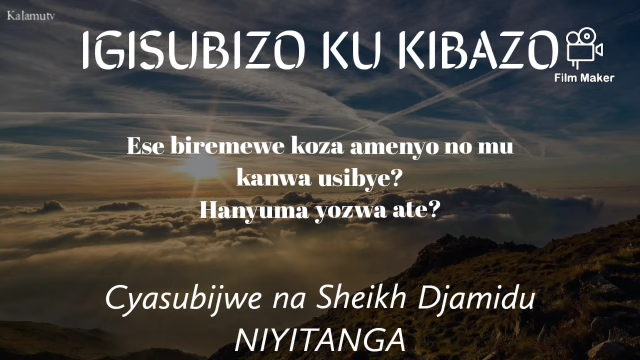 Kalamutv
IGISUBIZO KU KIBAZO
Film Maker
Ese biremewe koza amenyo no mu
kanwa usibye?
Hanyuma yozwa ate?
Cyasubijwe na Sheikh Djamidu
NIYITANGA